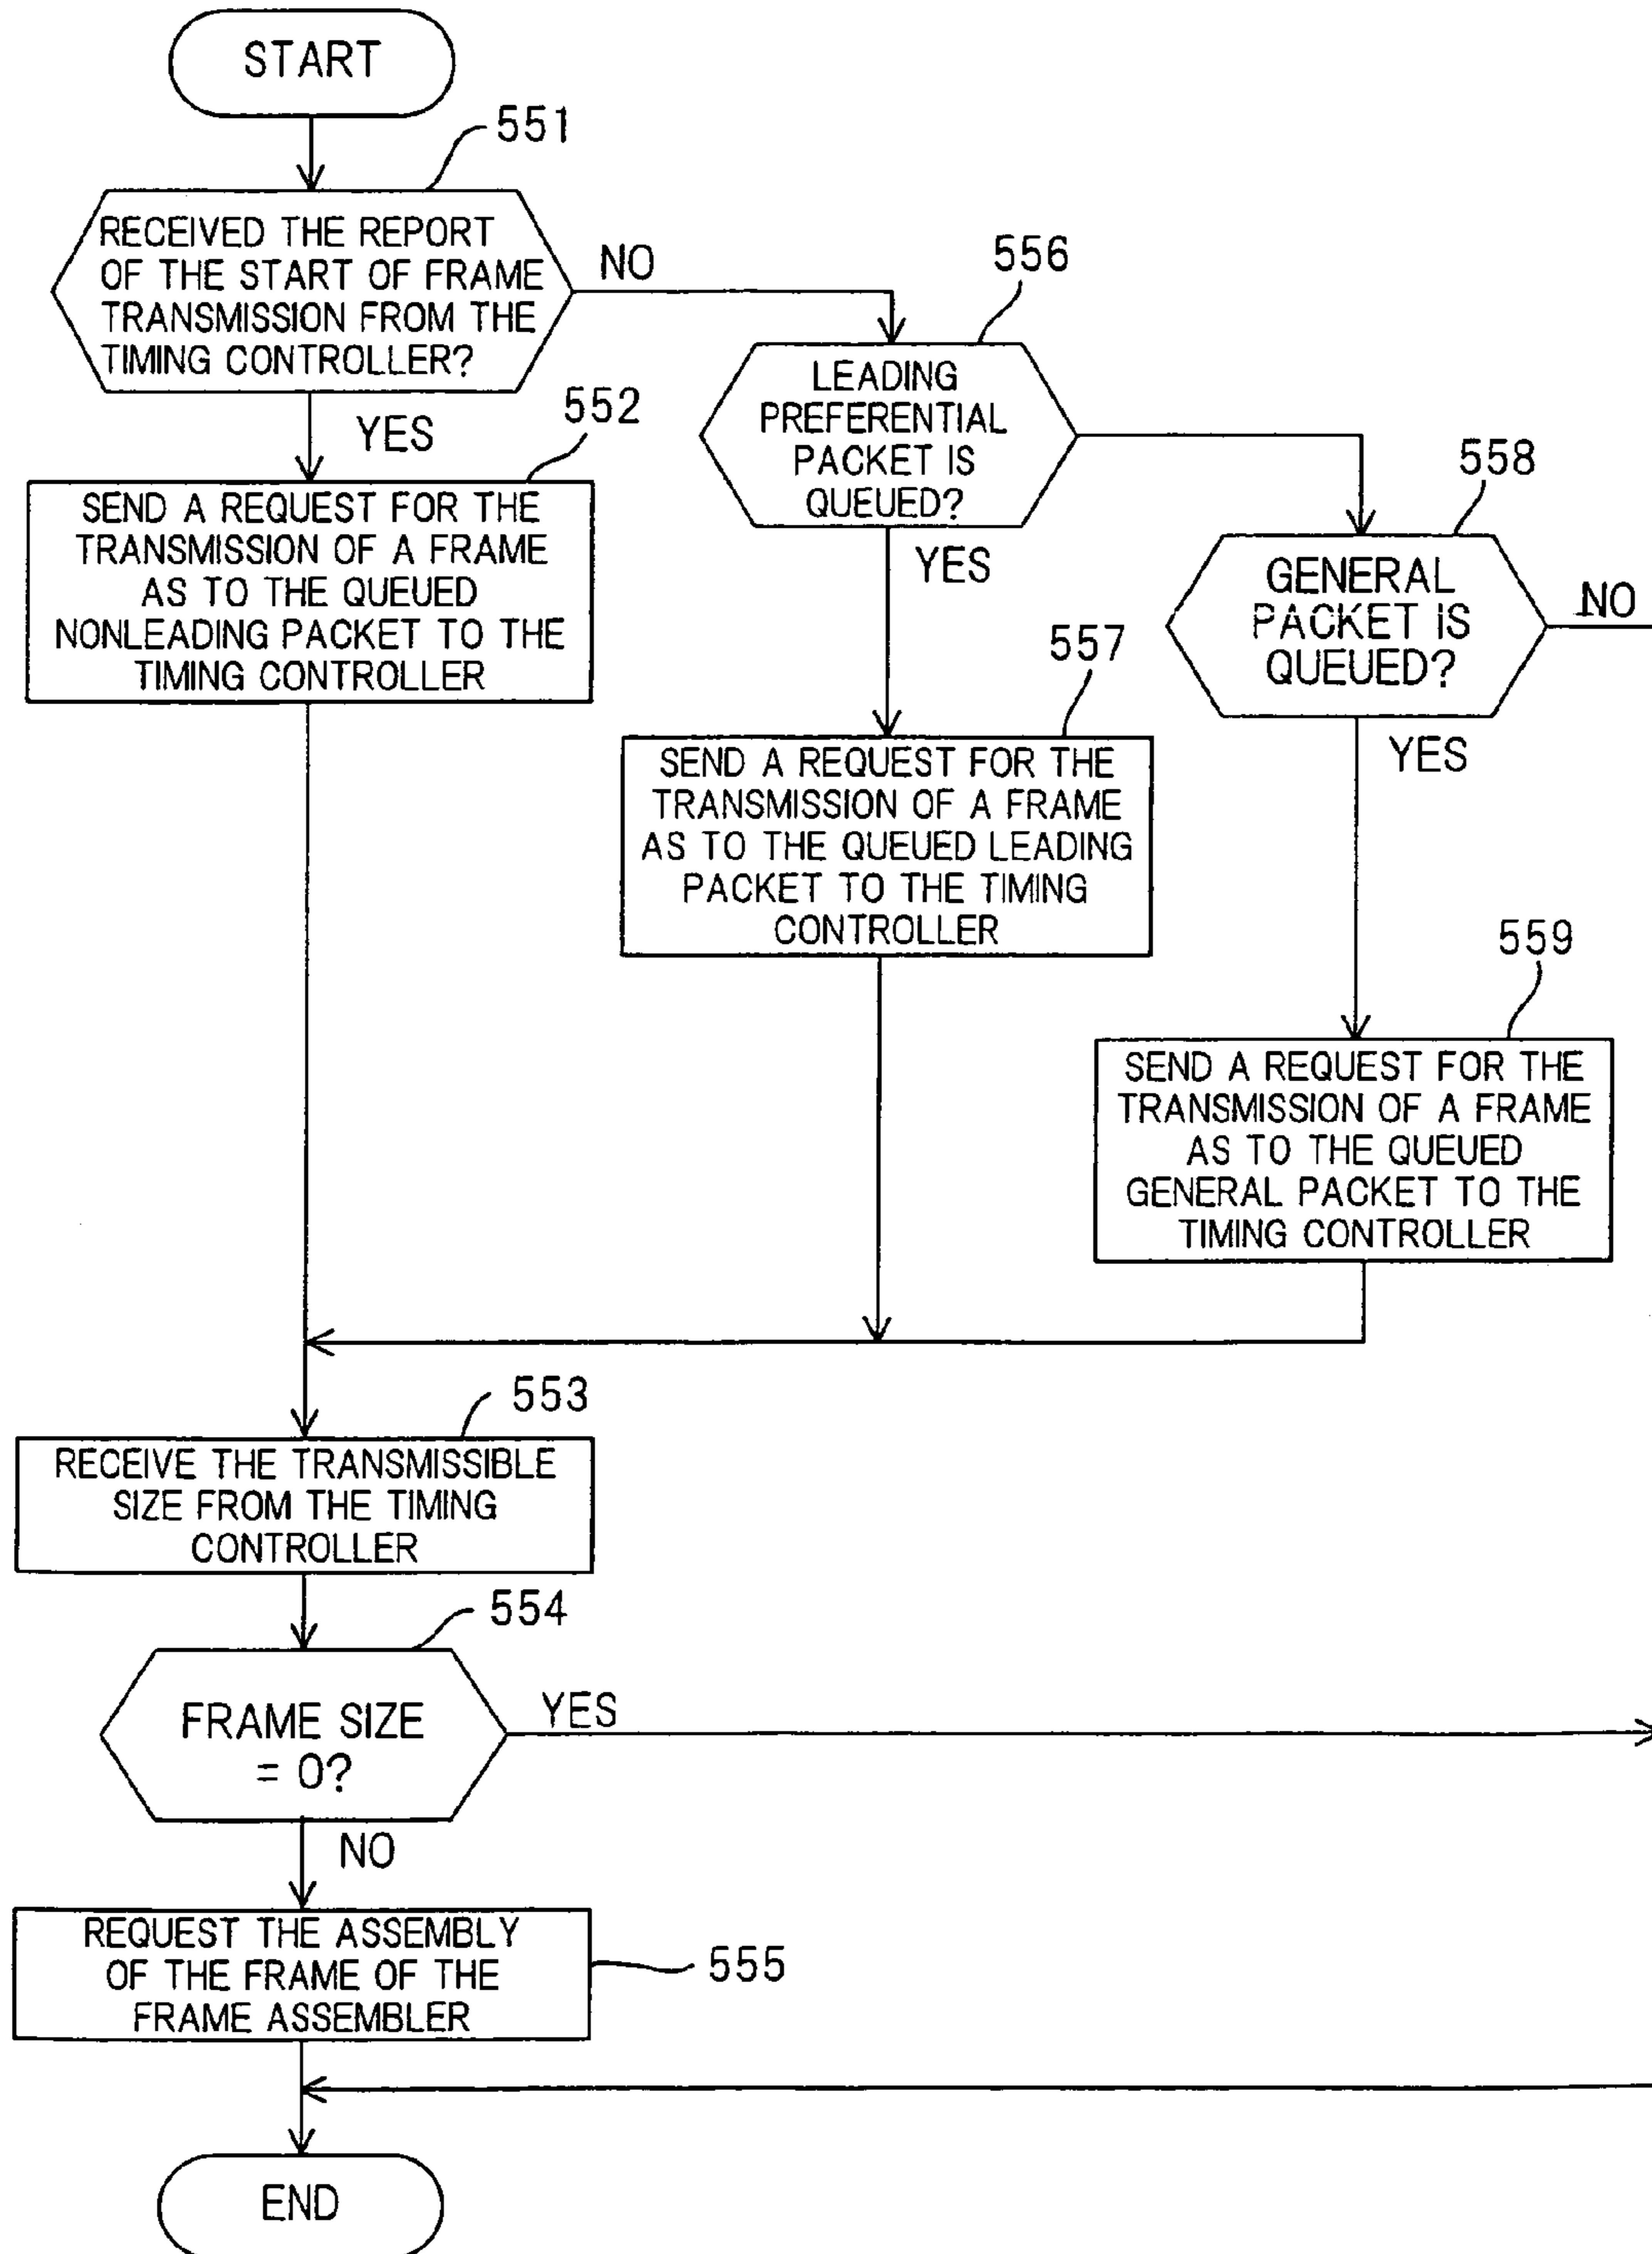 START
551
RECEIVED THE REPORT
OF THE START OF FRAME
TRANSMISSION FROM THE
TIMING CONTROLLER?
NO
YES
552
SEND A REQUEST FOR THE
TRANSMISSION OF A FRAME
AS TO THE QUEUED
NONLEADING PACKET TO THE
TIMING CONTROLLER
556
LEADING
PREFERENTIAL
PACKET IS
QUEUED?
YES
557
SEND A REQUEST FOR THE
TRANSMISSION OF A FRAME
AS TO THE QUEUED LEADING
PACKET TO THE TIMING
CONTROLLER
558
GENERAL
PACKET IS
QUEUED?
NO
YES
559
SEND A REQUEST FOR THE
TRANSMISSION OF A FRAME
AS TO THE QUEUED
GENERAL PACKET TO THE
TIMING CONTROLLER
553
RECEIVE THE TRANSMISSIBLE
SIZE FROM THE TIMING
CONTROLLER
554
FRAME SIZE
= 0?
YES
NO
REQUEST THE ASSEMBLY
OF THE FRAME OF THE
FRAME ASSEMBLER
555
END